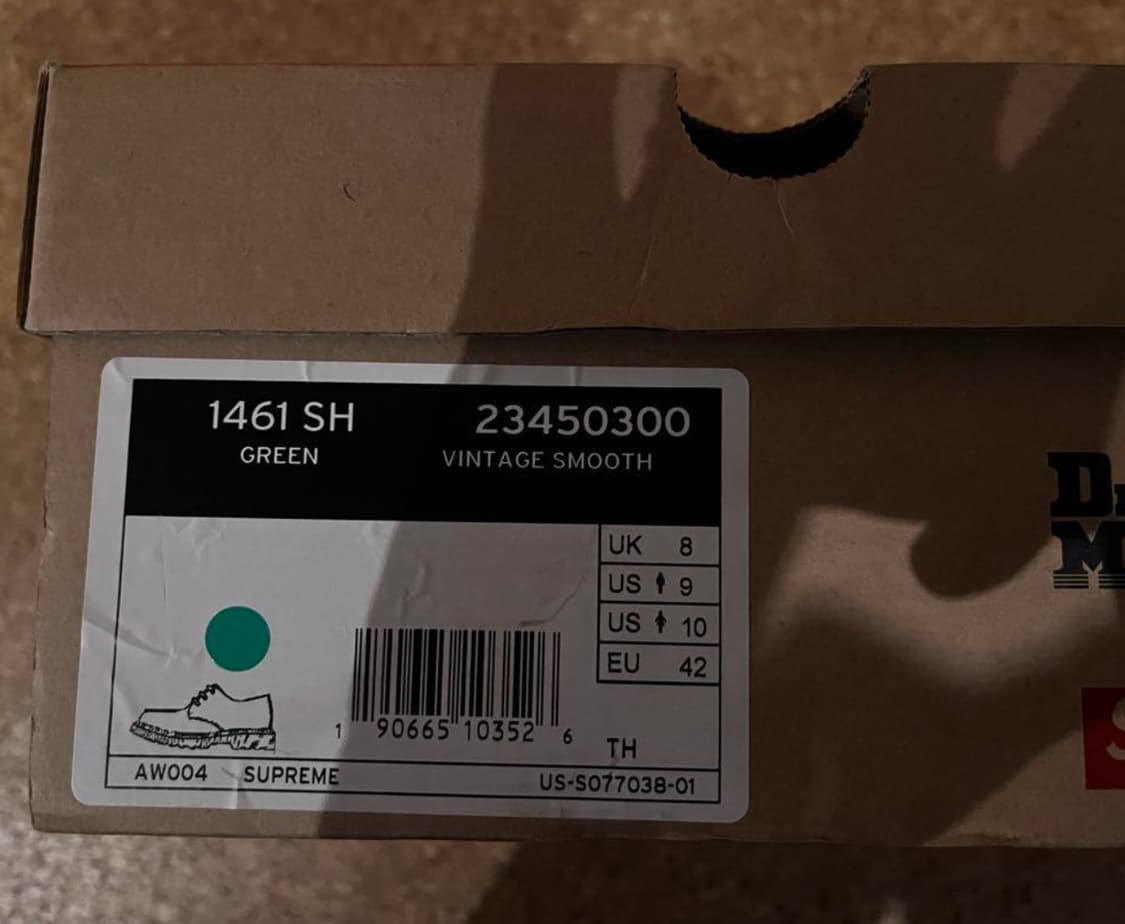 1461 SH 23450300
GREEN VINTAGE SMOOTH
UK 8
US 9
US 10
EU 42
1 90665 10352 6
TH
AW004 SUPREME US-S077038-01